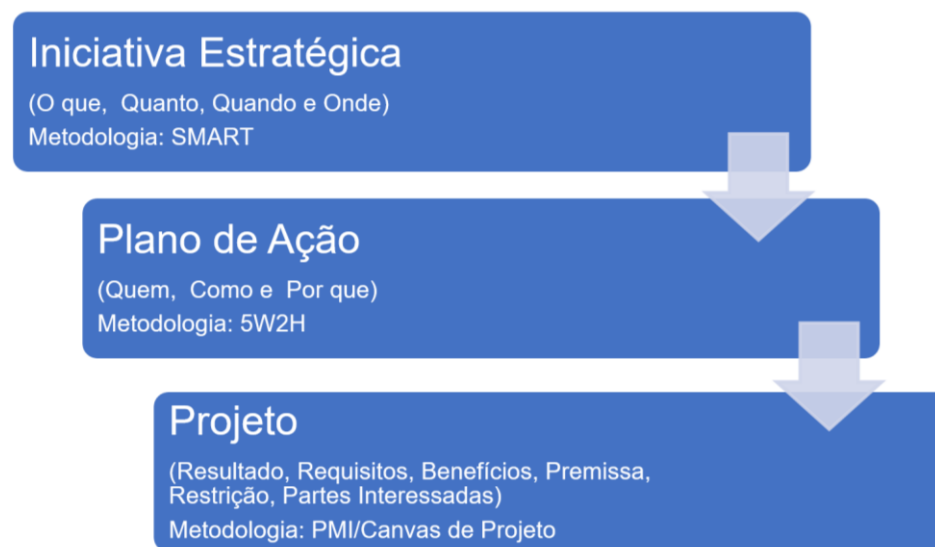 Iniciativa Estratégica
(O que, Quanto, Quando e Onde)
Metodologia: SMART
Plano de Ação
(Quem, Como e Por que)
Metodologia: 5W2H
Projeto
(Resultado, Requisitos, Benefícios, Premissa,
Restrição, Partes Interessadas)
Metodologia: PMI/Canvas de Projeto